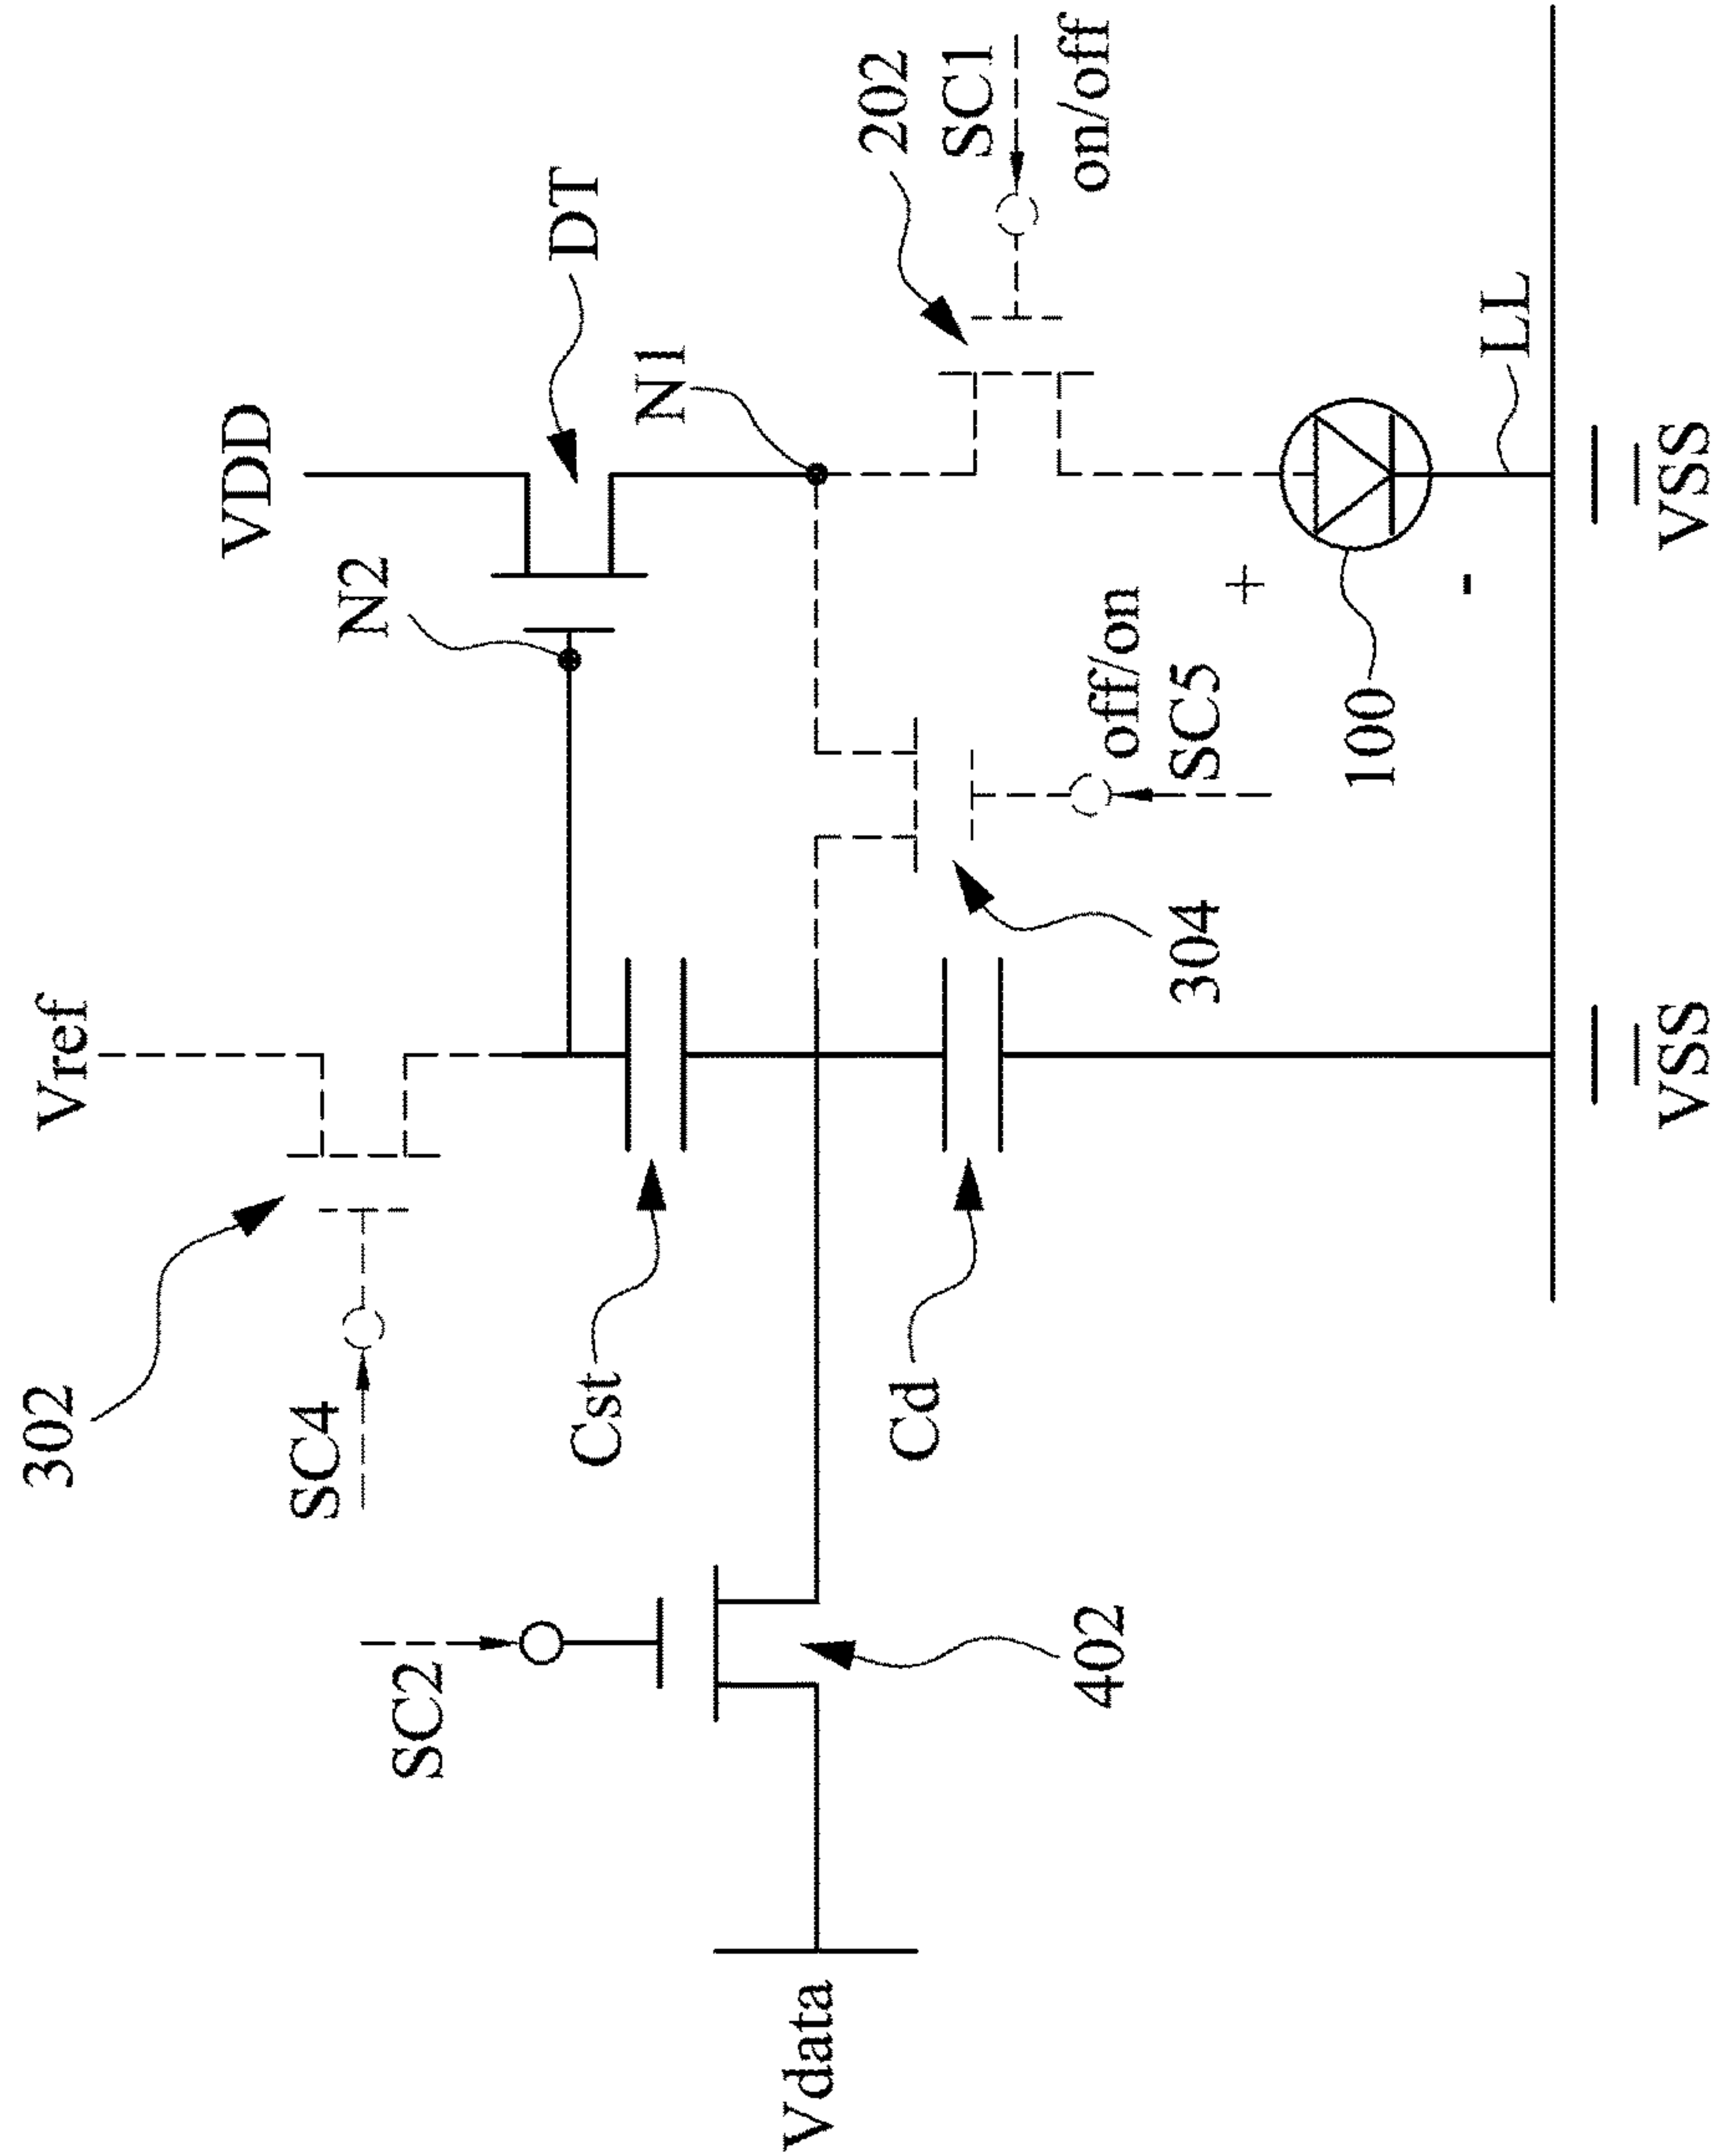 Vdata
SC2
402
302
SC4
Vref
Cst
Cd
VSS
304
N2
VDD
DT
N1
off/on
SC5
+
-
100
202
SC1
on/off
LL
VSS